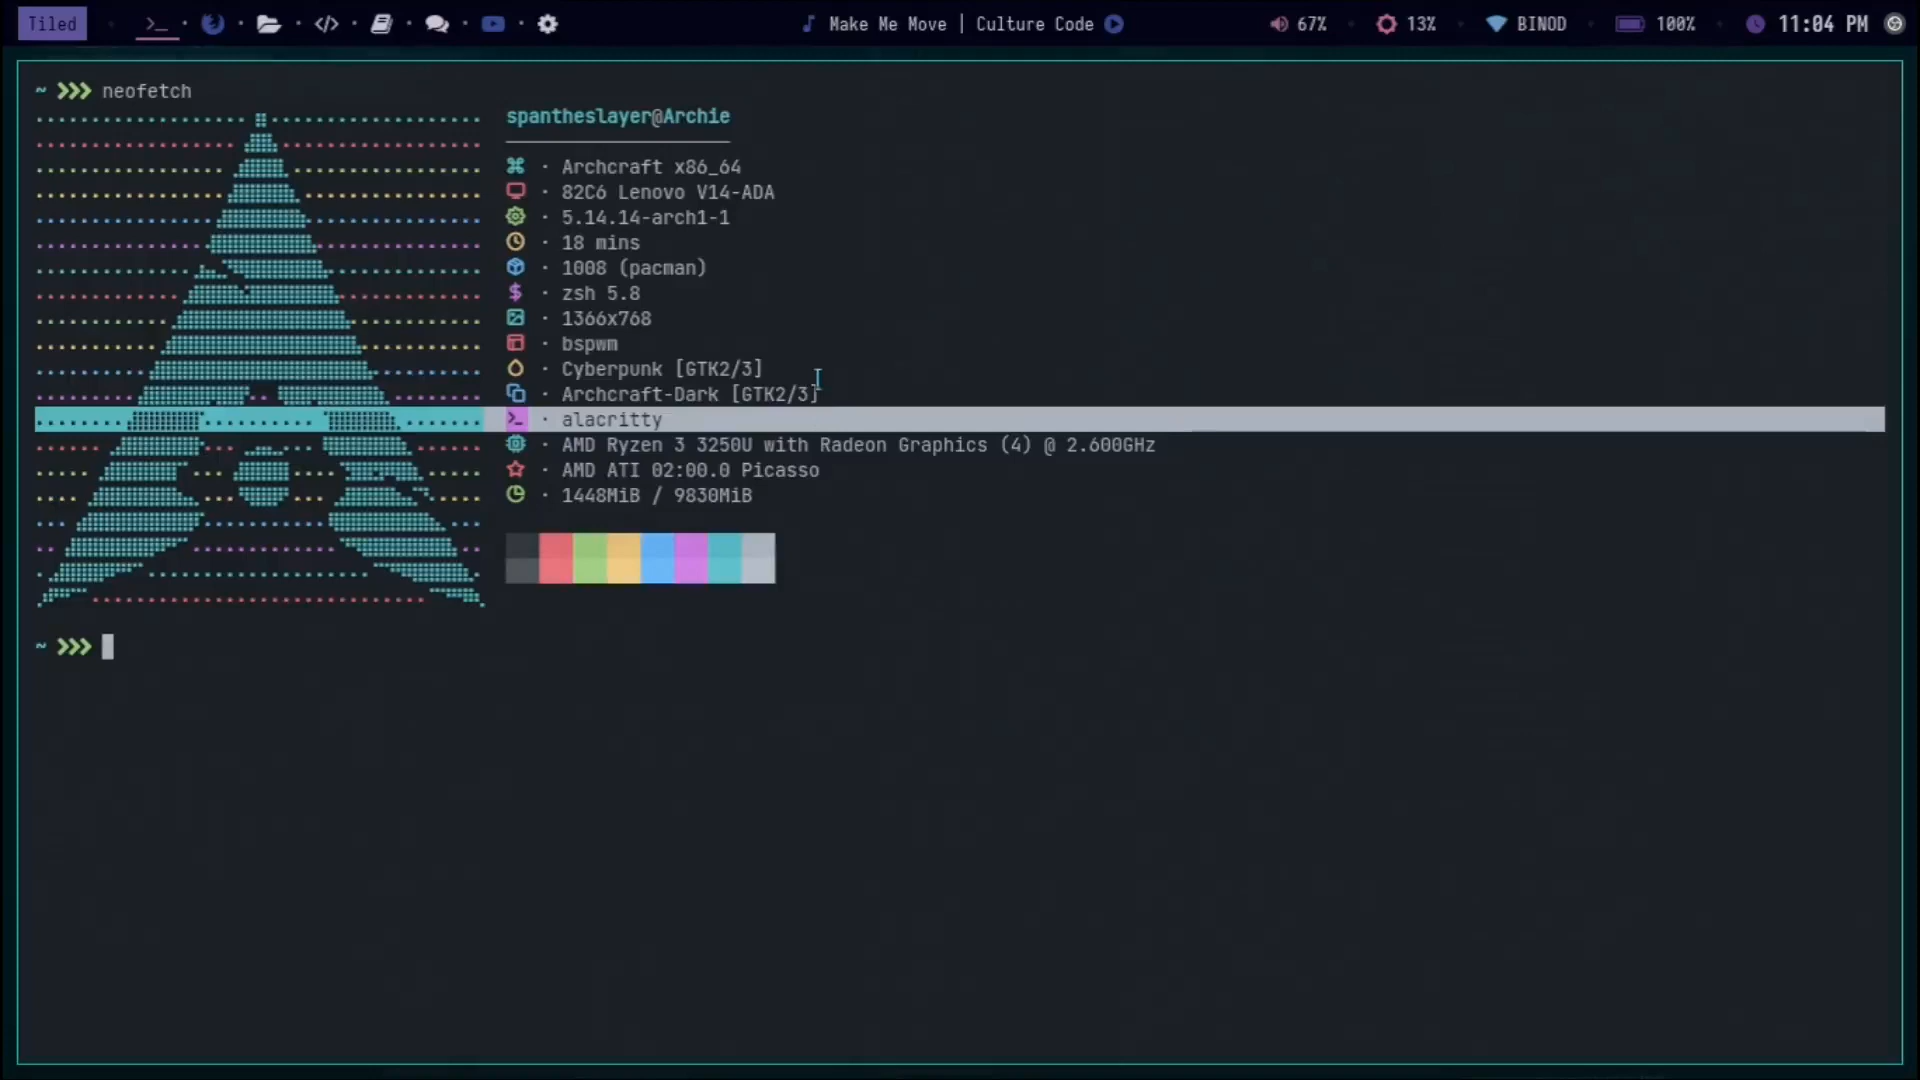 Tiled >_ </> Make Me Move | Culture Code 67% 13% BINOD 100% 11:04 PM
~ >>> neofetch
spantheslayer@Archie
· Archcraft x86_64
· 82C6 Lenovo V14-ADA
· 5.14.14-arch1-1
· 18 mins
· 1008 (pacman)
$ · zsh 5.8
· 1366x768
· bspwm
· Cyberpunk [GTK2/3]
· Archcraft-Dark [GTK2/3]
>_ · alacritty
· AMD Ryzen 3 3250U with Radeon Graphics (4) @ 2.600GHz
· AMD ATI 02:00.0 Picasso
· 1448MiB / 9830MiB
~ >>>